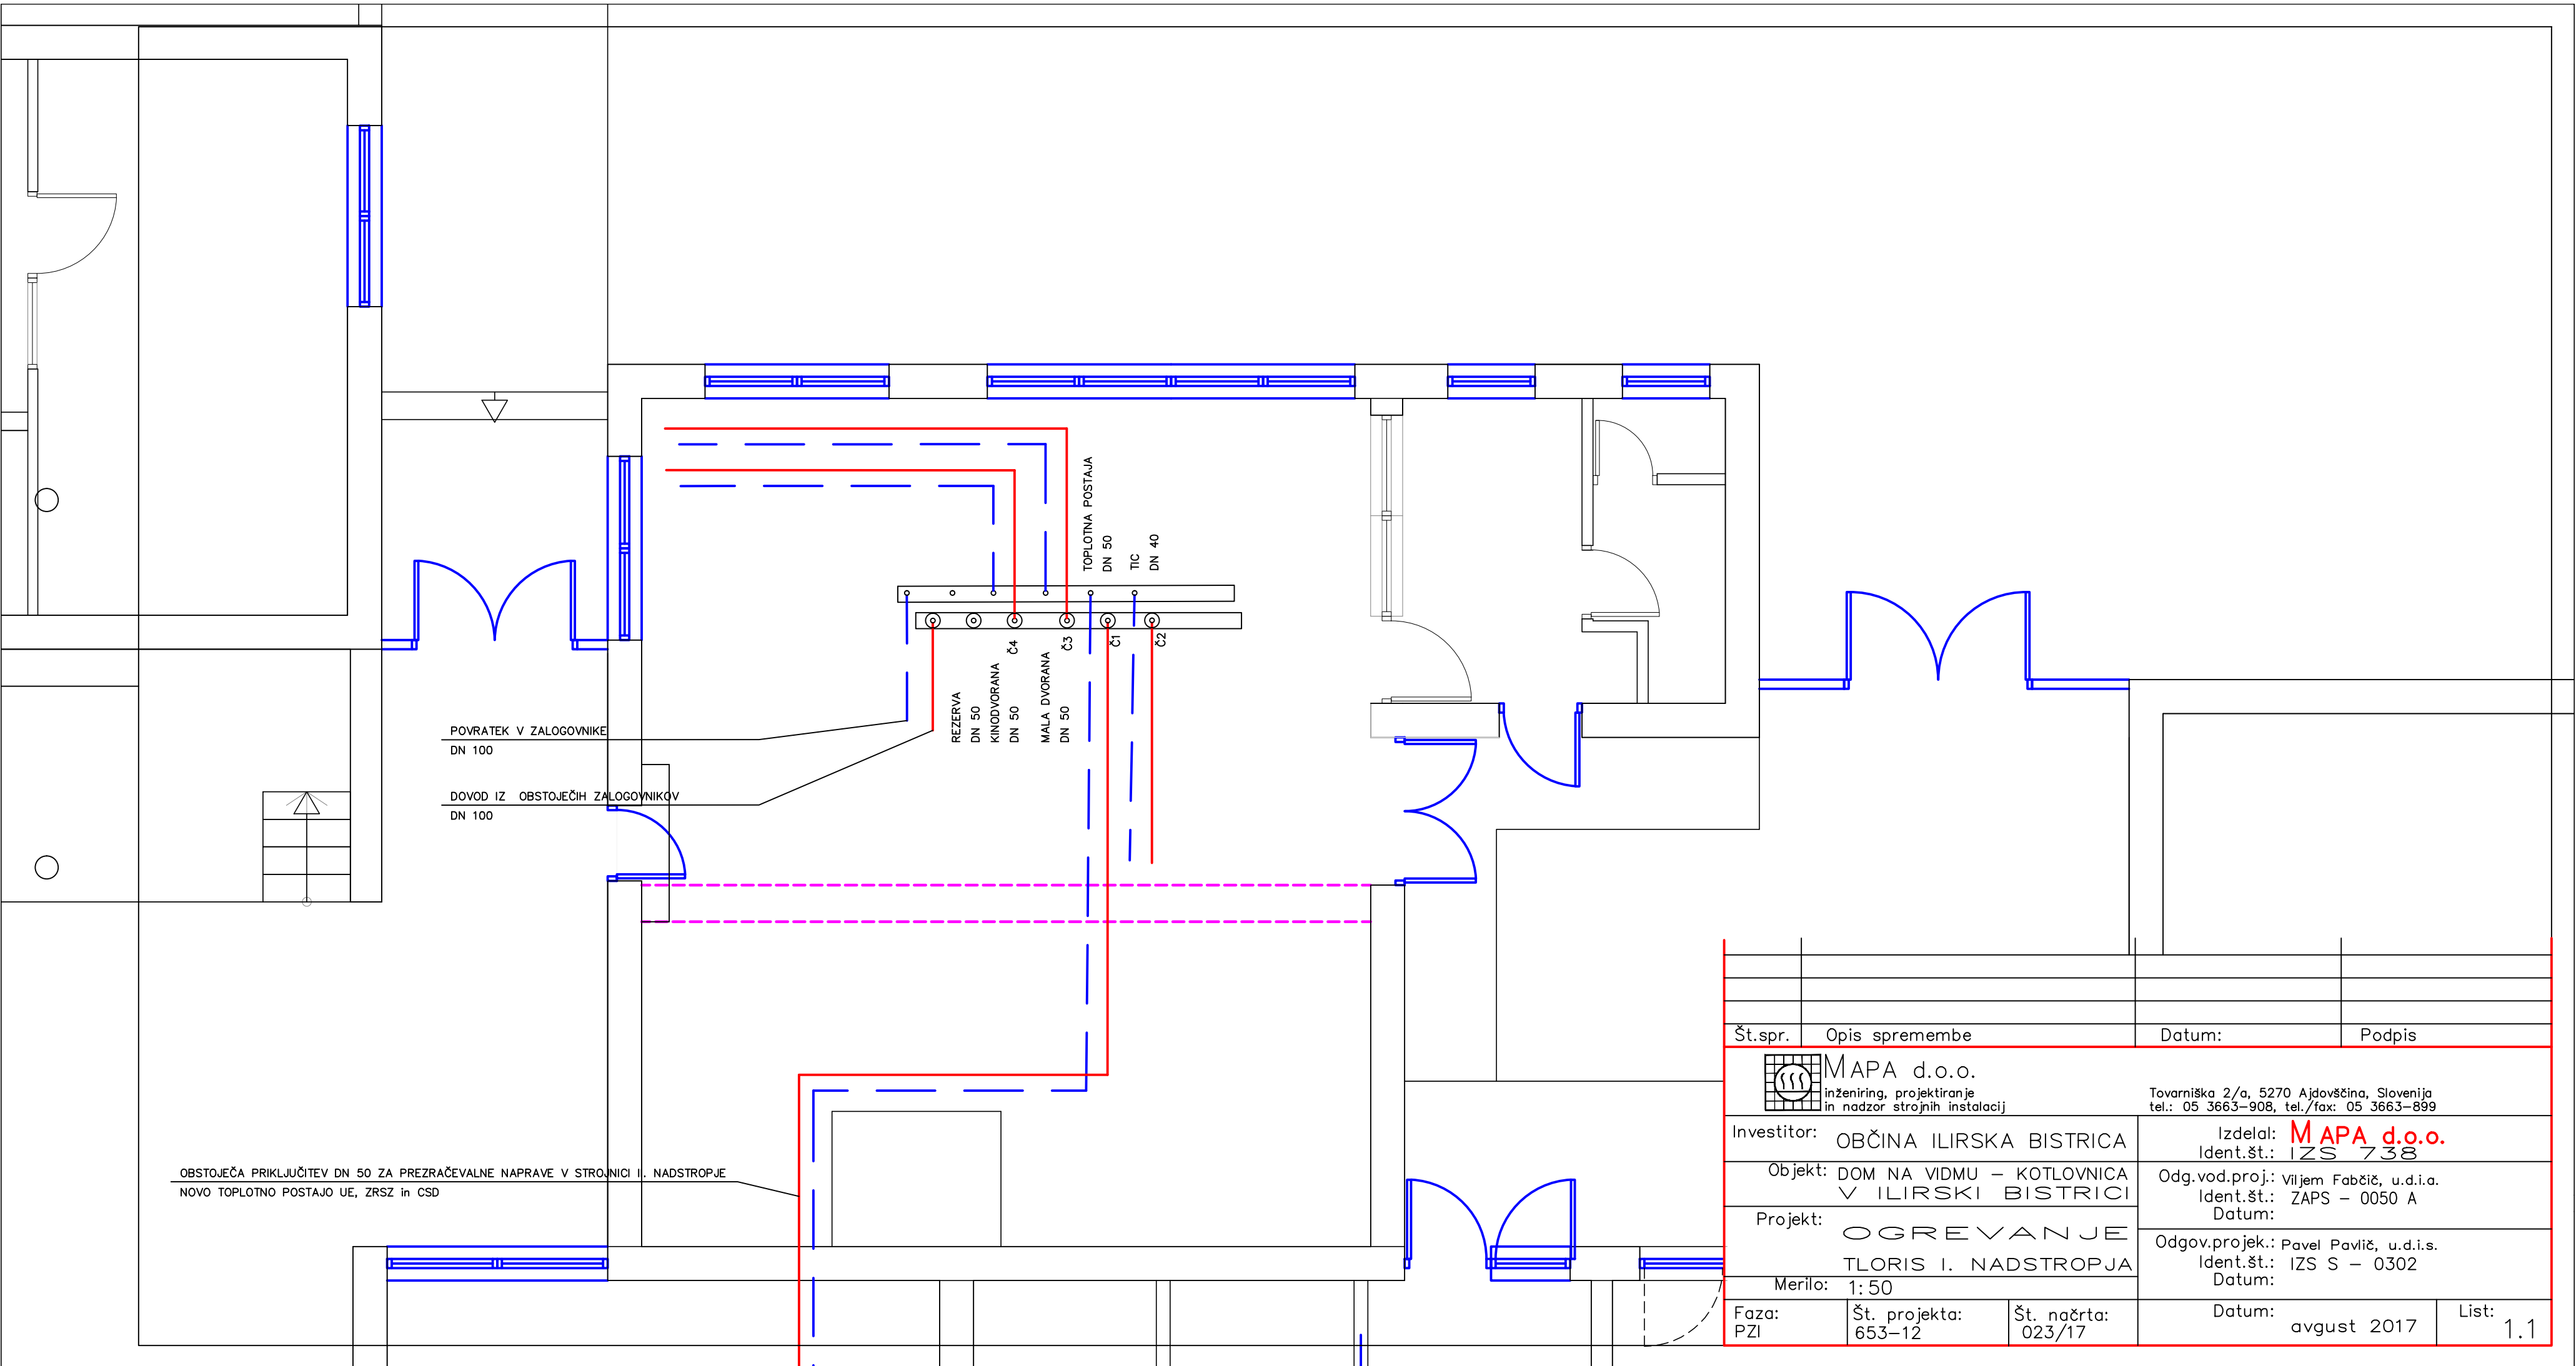 TOPLOTNA POSTAJA
DN 50
TIC
DN 40
Č4
Č3
Č1
Č2
REZERVA
DN 50
KINODVORANA
DN 50
MALA DVORANA
DN 50
POVRATEK V ZALOGOVNIKE
DN 100
DOVOD IZ OBSTOJEČIH ZALOGOVNIKOV
DN 100
OBSTOJEČA PRIKLJUČITEV DN 50 ZA PREZRAČEVALNE NAPRAVE V STROJNICI II. NADSTROPJE
NOVO TOPLOTNO POSTAJO UE, ZRSZ in CSD
Št.spr. Opis spremembe Datum: Podpis
MAPA d.o.o.
inženiring, projektiranje
in nadzor strojnih instalacij
Tovarniška 2/a, 5270 Ajdovščina, Slovenija
tel.: 05 3663-908, tel./fax: 05 3663-899
Investitor: OBČINA ILIRSKA BISTRICA
Izdelal: MAPA d.o.o.
Ident.št.: IZS 738
Objekt: DOM NA VIDMU - KOTLOVNICA
V ILIRSKI BISTRICI
Odg.vod.proj.: Viljem Fabčič, u.d.i.a.
Ident.št.: ZAPS - 0050 A
Datum:
Projekt: OGREVANJE
TLORIS I. NADSTROPJA
Odgov.projek.: Pavel Pavlič, u.d.i.s.
Ident.št.: IZS S - 0302
Datum:
Merilo: 1:50
Faza:
PZI
Št. projekta:
653-12
Št. načrta:
023/17
Datum:
avgust 2017
List:
1.1